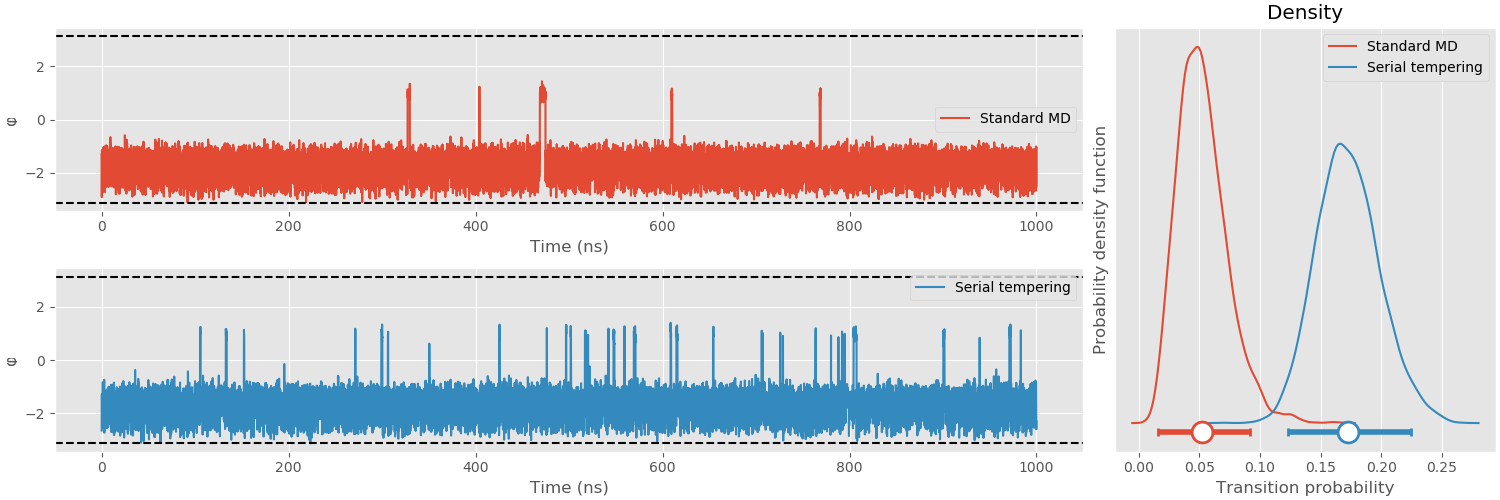 2
0
−2
φ
Standard MD
0
200
400
600
800
1000
Time (ns)
2
0
−2
φ
Serial tempering
0
200
400
600
800
1000
Time (ns)
Density
Standard MD
Serial tempering
Probability density function
0.00
0.05
0.10
0.15
0.20
0.25
Transition probability